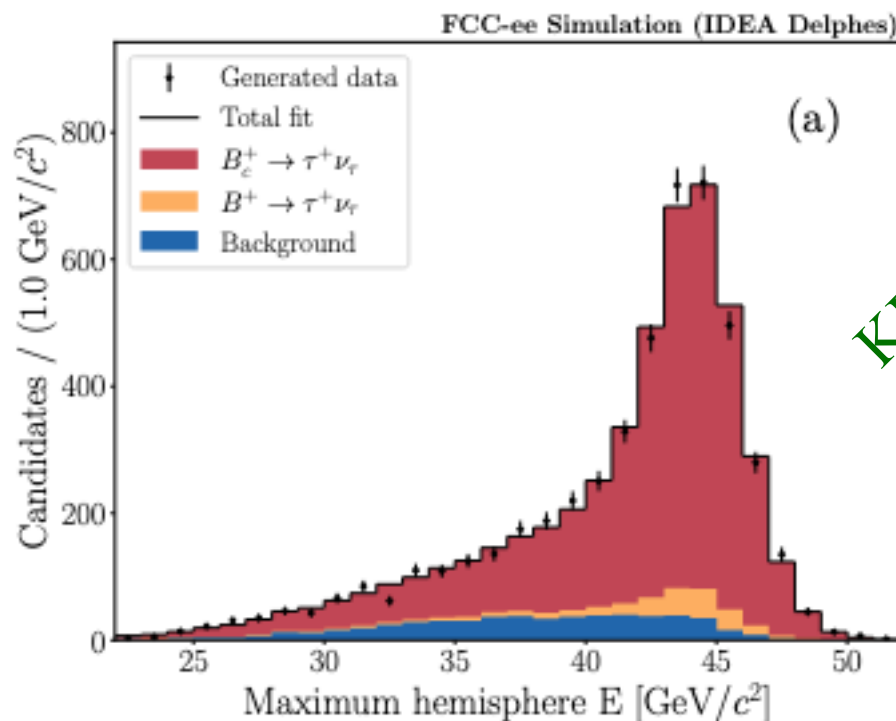 FCC-ee Simulation (IDEA Delphes)
Generated data
Total fit
B_c^+ → τ^+ν_τ
B^+ → τ^+ν_τ
Background
(a)
Candidates / (1.0 GeV/c^2)
800
600
400
200
0
25 30 35 40 45 50
Maximum hemisphere E [GeV/c^2]